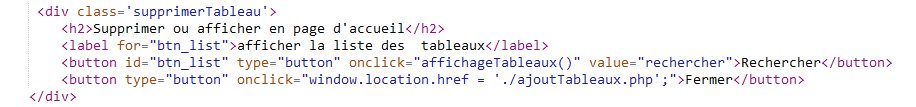 <div class='supprimerTableau'>
<h2>Supprimer ou afficher en page d'accueil</h2>
<label for="btn_list">afficher la liste des  tableaux</label>
<button id="btn_list" type="button" onclick="affichageTableaux()" value="rechercher">Rechercher</button>
<button type="button" onclick="window.location.href = './ajoutTableaux.php';">Fermer</button>
</div>